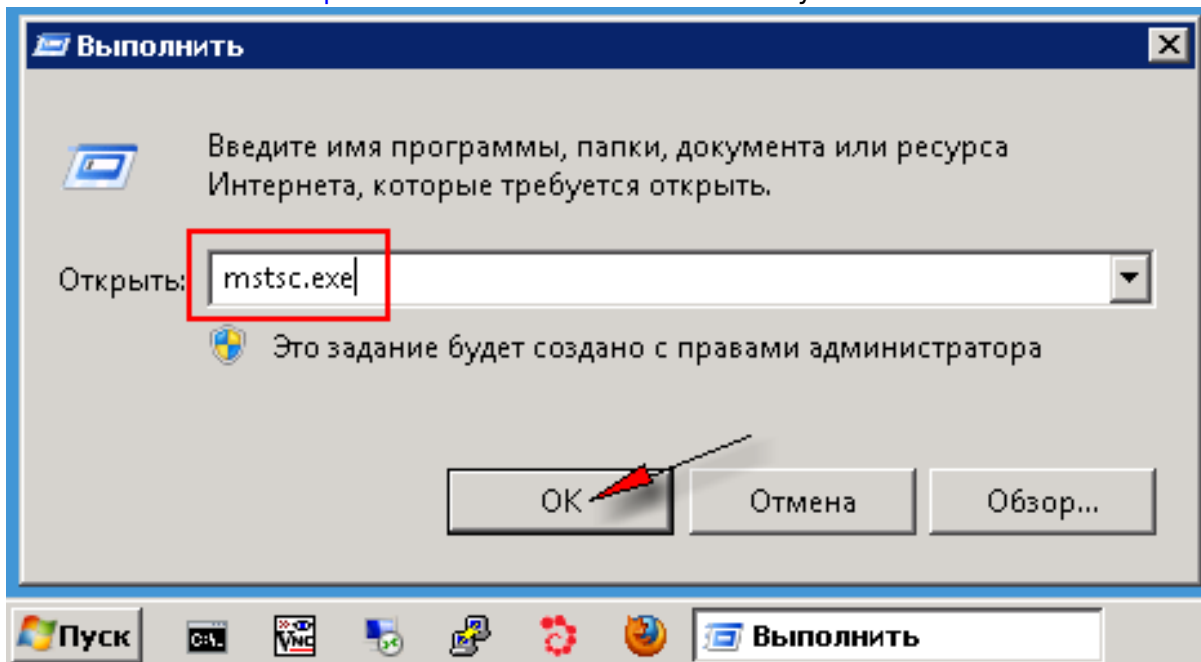 Выполнить
Введите имя программы, папки, документа или ресурса
Интернета, которые требуется открыть.
Открыть: mstsc.exe
Это задание будет создано с правами администратора
OK Отмена Обзор...
Пуск C:\. VNC Выполнить